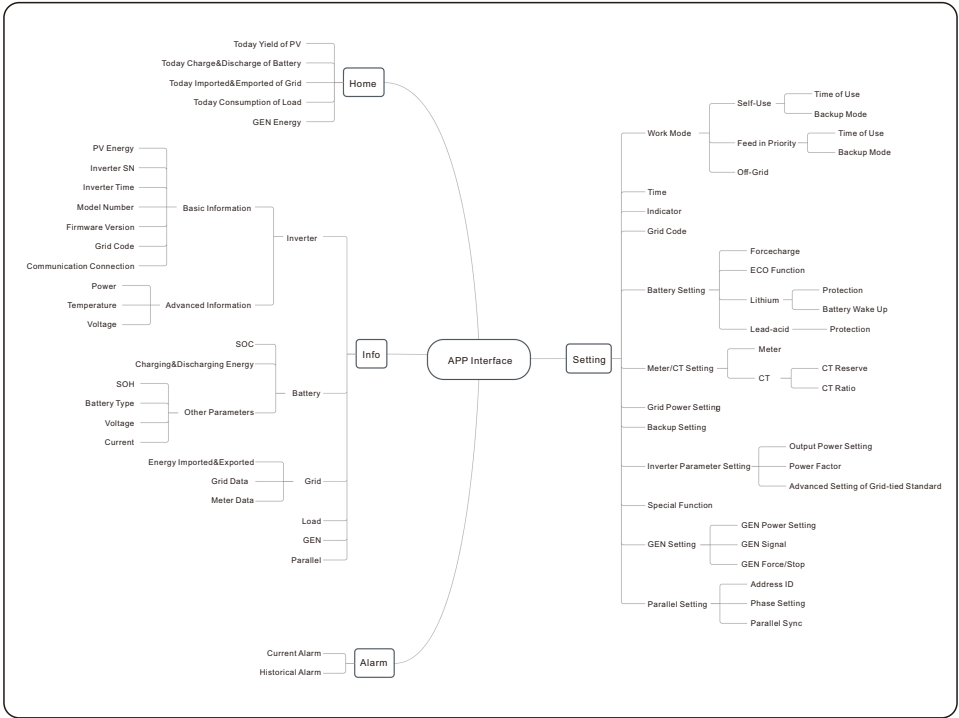 Today Yield of PV
Today Charge&Discharge of Battery
Today Imported&Emported of Grid
Today Consumption of Load
GEN Energy
Home
PV Energy
Inverter SN
Inverter Time
Model Number
Firmware Version
Grid Code
Communication Connection
Basic Information
Power
Temperature
Voltage
Advanced Information
Inverter
SOC
Charging&Discharging Energy
SOH
Battery Type
Voltage
Current
Other Parameters
Battery
Energy Imported&Exported
Grid Data
Meter Data
Grid
Load
GEN
Parallel
Info
Current Alarm
Historical Alarm
Alarm
APP Interface
Setting
Work Mode
Self-Use
Time of Use
Backup Mode
Feed in Priority
Time of Use
Backup Mode
Off-Grid
Time
Indicator
Grid Code
Battery Setting
Forcecharge
ECO Function
Lithium
Protection
Battery Wake Up
Lead-acid
Protection
Meter/CT Setting
Meter
CT
CT Reserve
CT Ratio
Grid Power Setting
Backup Setting
Inverter Parameter Setting
Output Power Setting
Power Factor
Advanced Setting of Grid-tied Standard
Special Function
GEN Setting
GEN Power Setting
GEN Signal
GEN Force/Stop
Parallel Setting
Address ID
Phase Setting
Parallel Sync